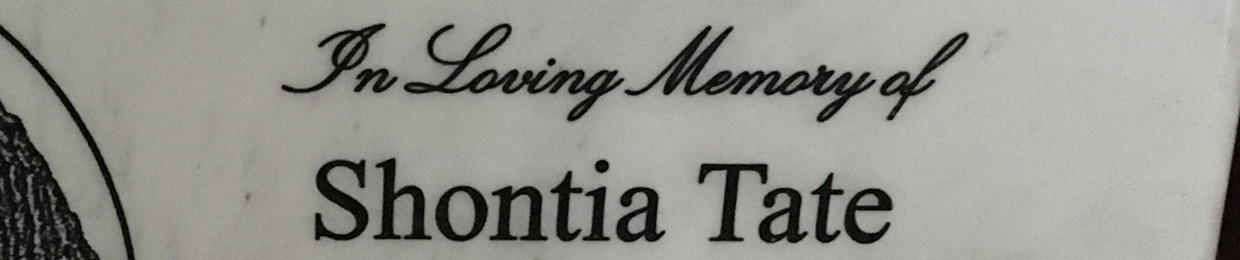 In Loving Memory of
Shontia Tate